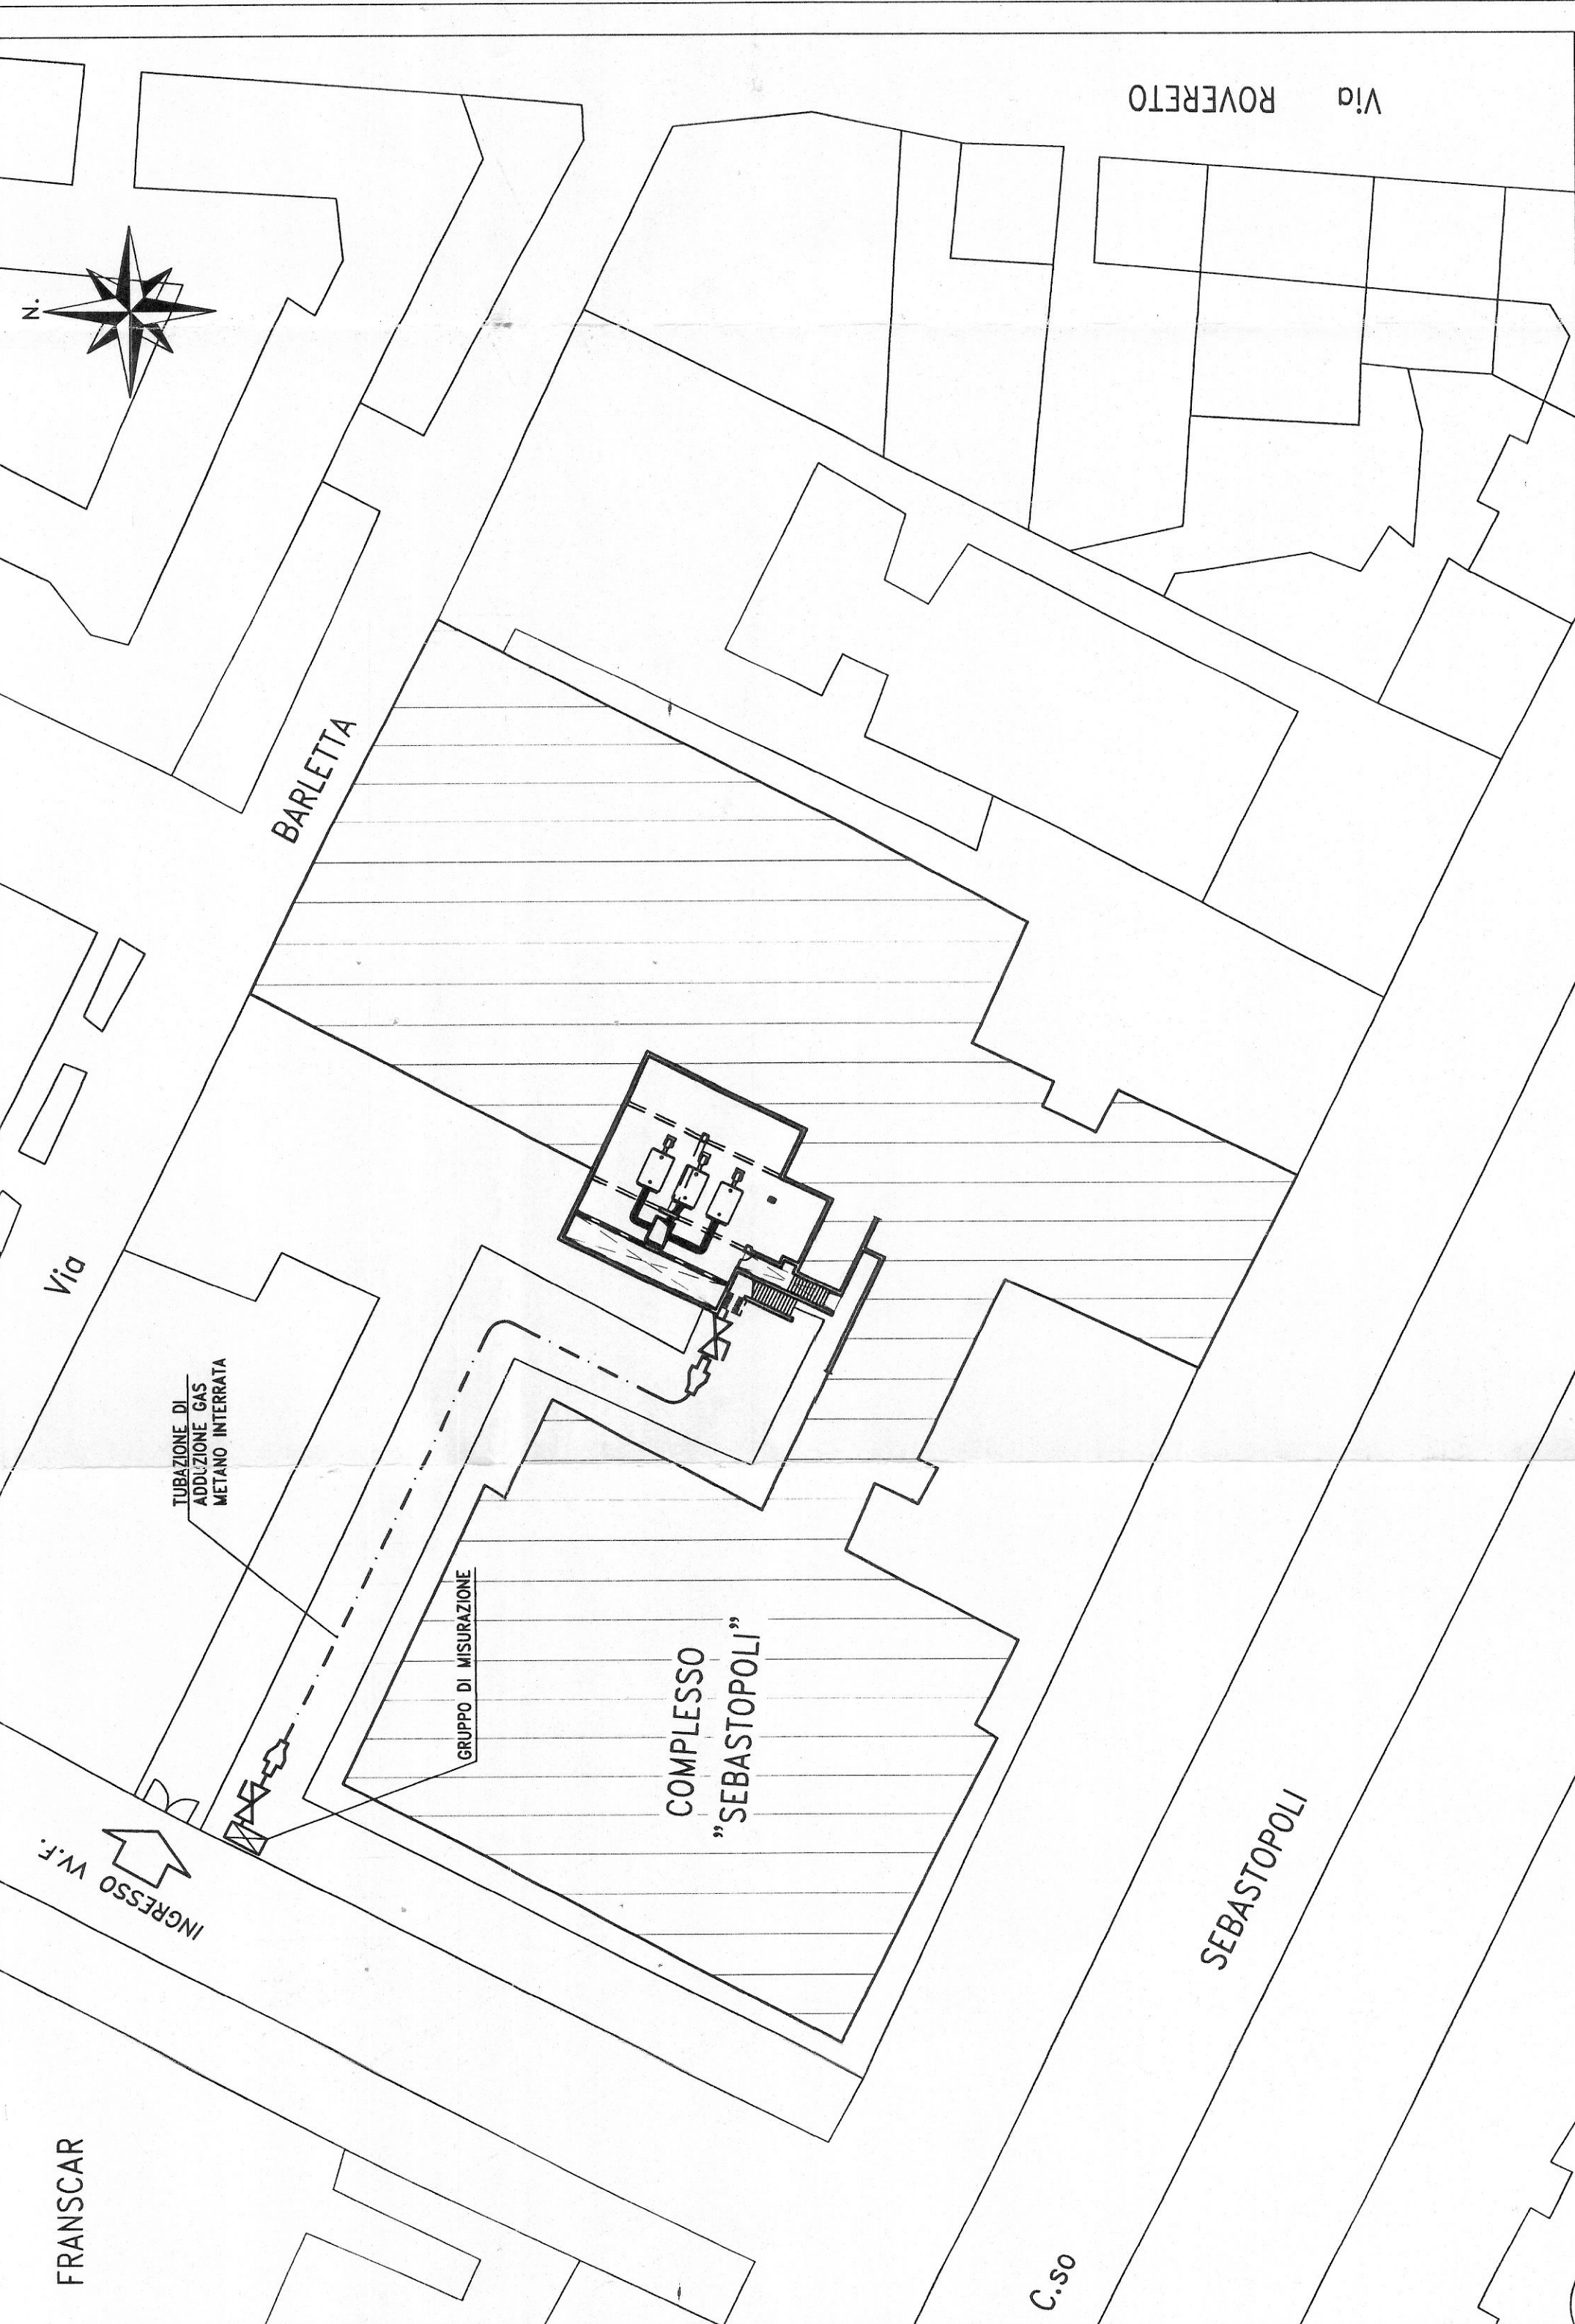 Via ROVERETO
N.
BARLETTA
Via
TUBAZIONE DI
ADDUZIONE GAS
METANO INTERRATA
GRUPPO DI MISURAZIONE
COMPLESSO
"SEBASTOPOLI"
INGRESSO VV.F.
SEBASTOPOLI
C.so
FRANSCAR